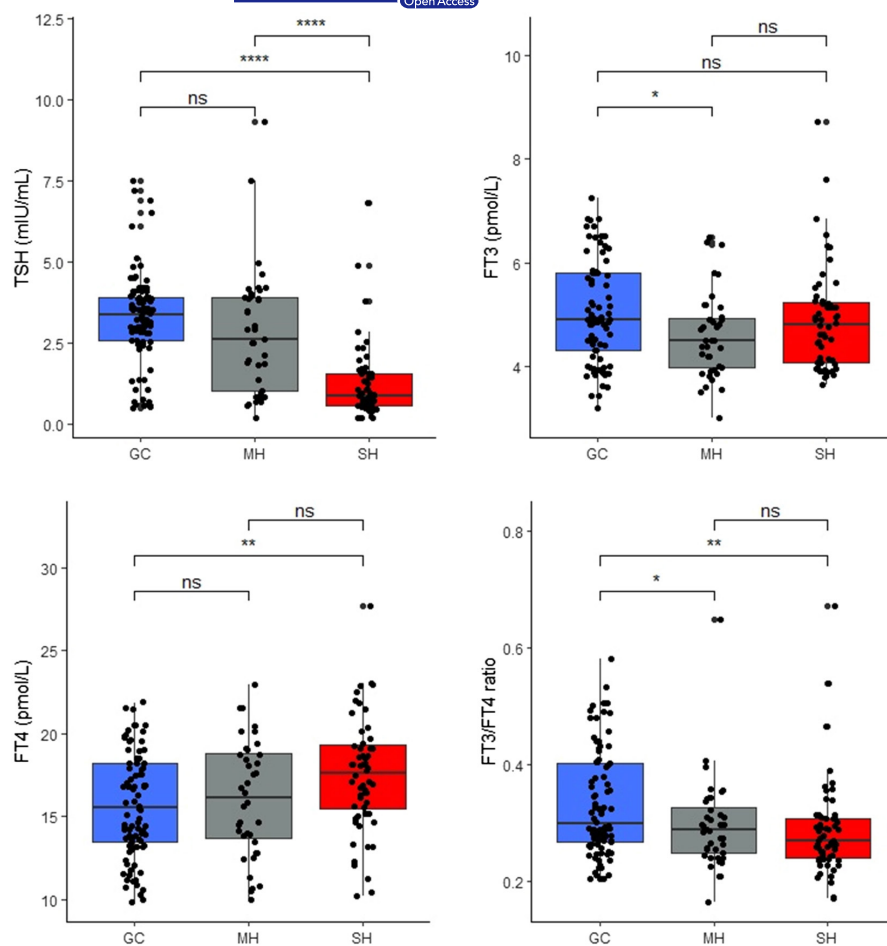 Open Access
12.5
10.0
7.5
5.0
2.5
0.0
TSH (mIU/mL)
****
****
ns
GC MH SH
10
8
6
4
FT3 (pmol/L)
ns
ns
*
GC MH SH
30
25
20
15
10
FT4 (pmol/L)
ns
**
ns
GC MH SH
0.8
0.6
0.4
0.2
FT3/FT4 ratio
ns
**
*
GC MH SH